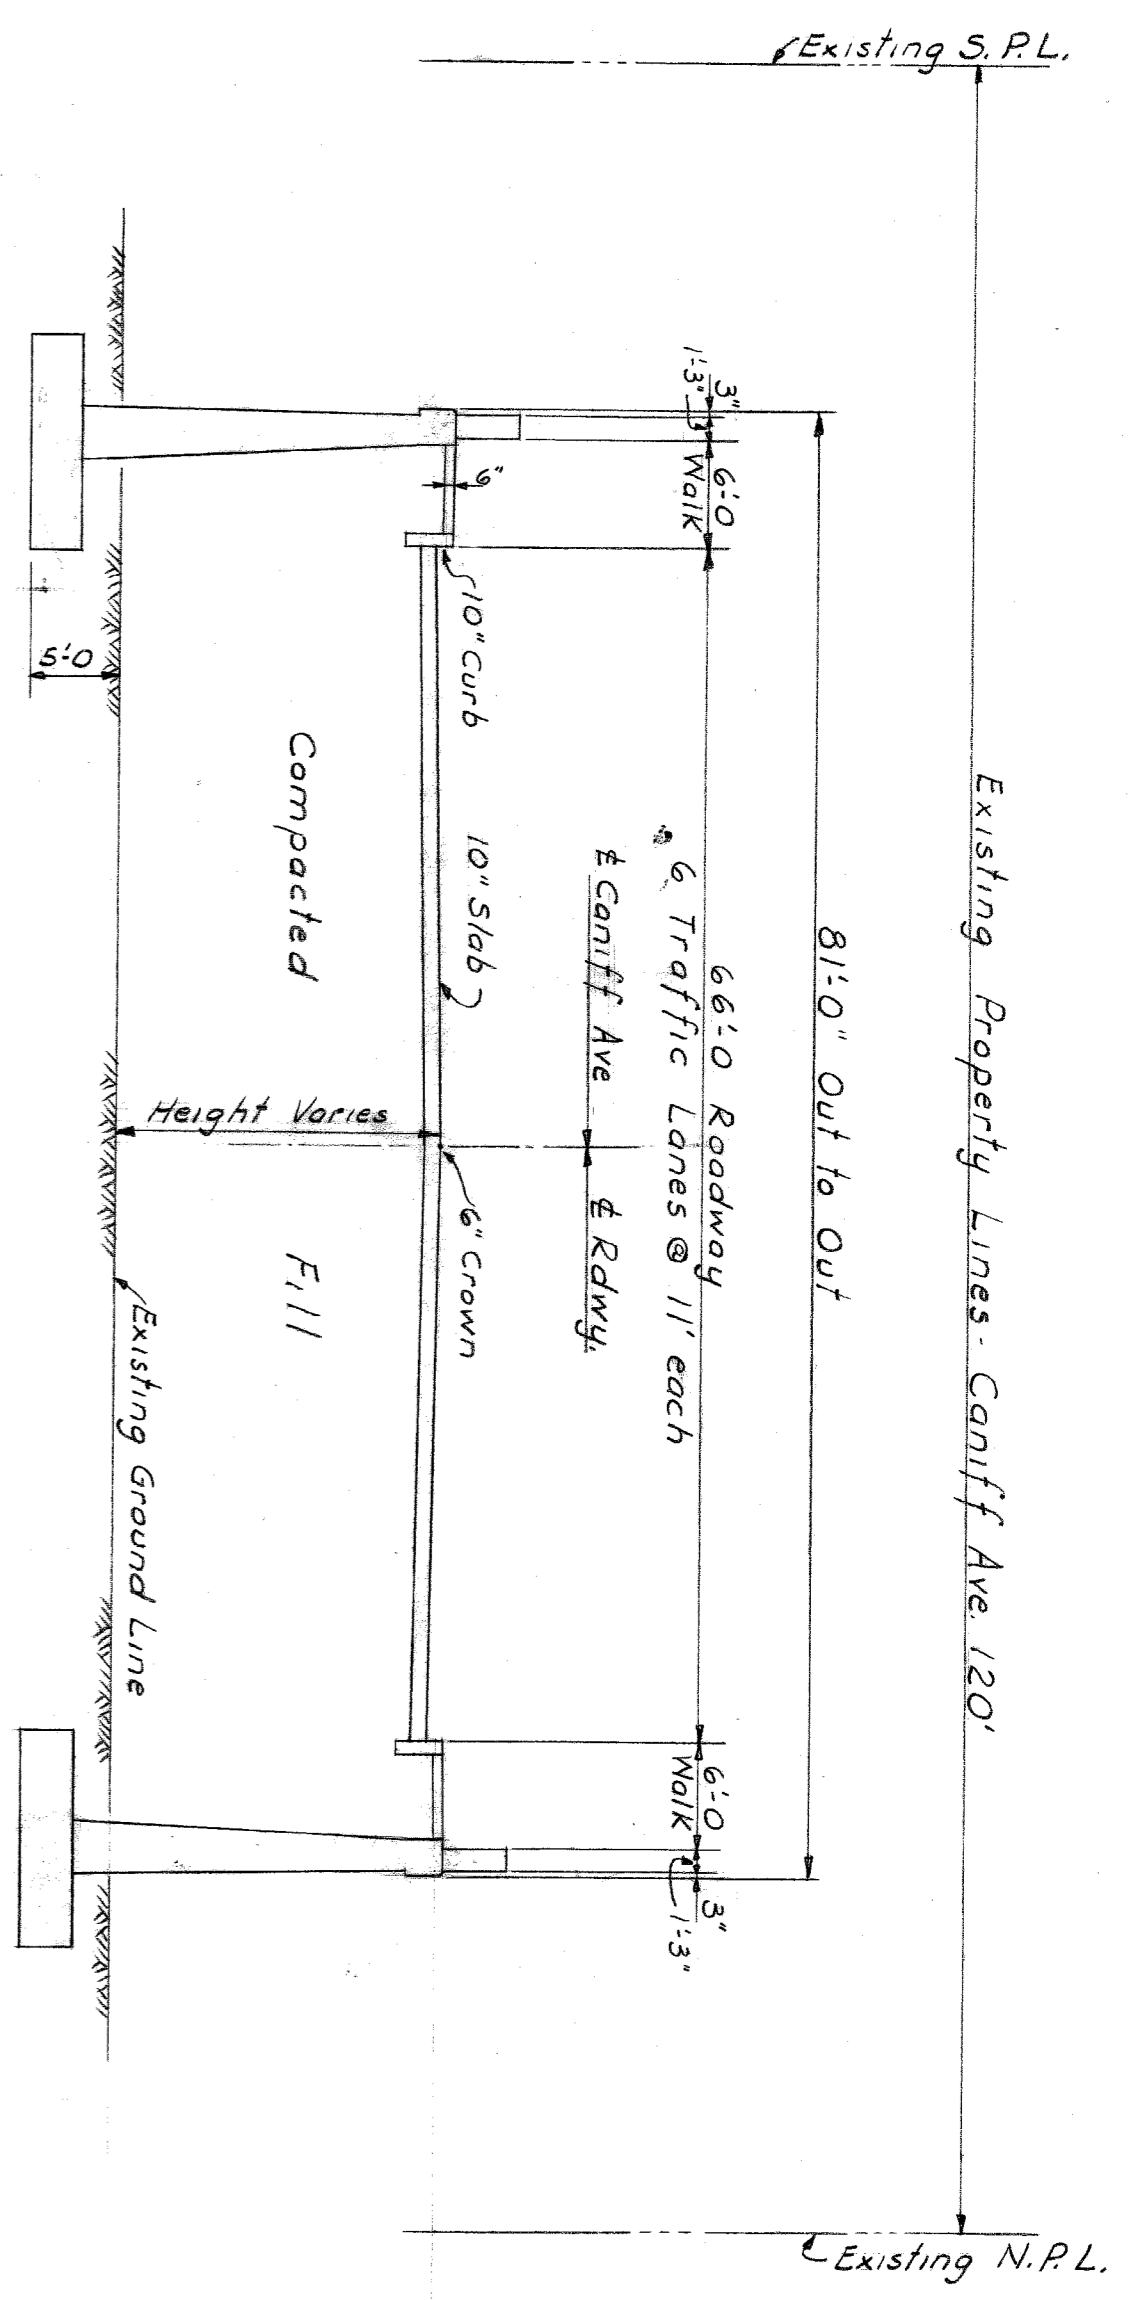 Existing S. P. L.
Existing Property Lines - Caniff Ave. 120'
81'-0" Out to Out
3"
1'-3"
6'-0
Walk
66'-0 Roadway
6 Traffic Lanes @ 11' each
6'-0
Walk
3"
1'-3"
℄ Caniff Ave
℄ Rdwy.
6"
10" Curb
10" Slab
6" Crown
Height Varies
Compacted
Fill
5'-0
Existing Ground Line
Existing N. P. L.